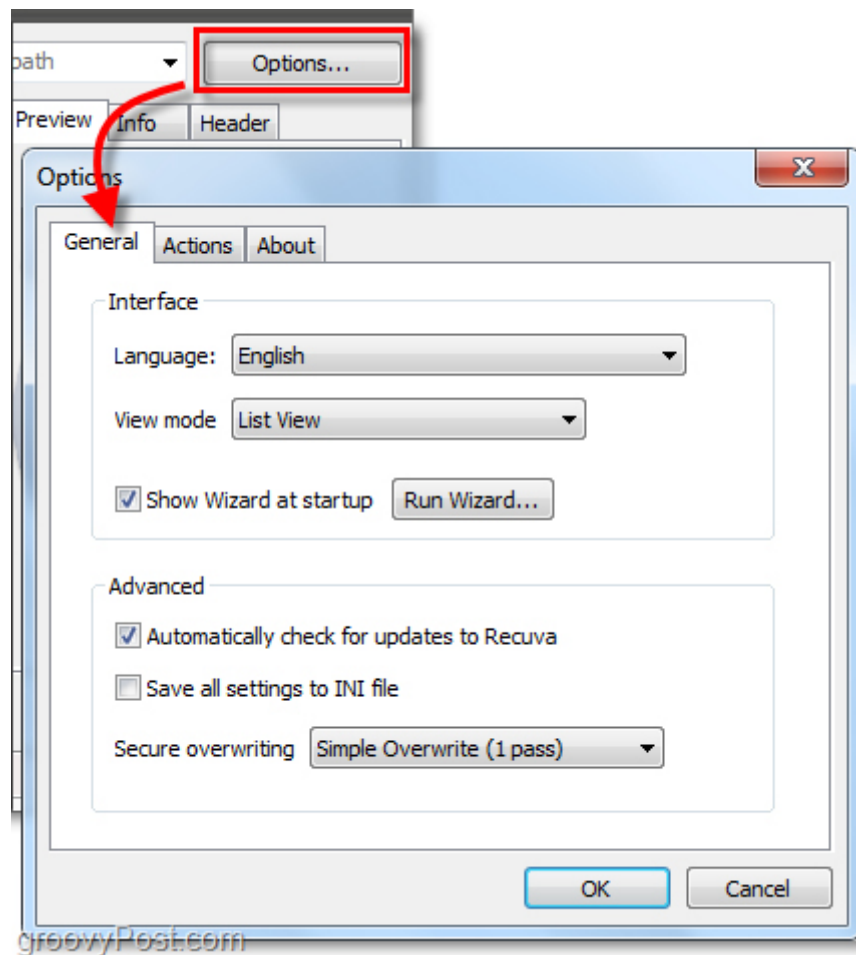 path
Options...
Preview Info Header
Options
General Actions About
Interface
Language: English
View mode List View
Show Wizard at startup Run Wizard...
Advanced
Automatically check for updates to Recuva
Save all settings to INI file
Secure overwriting Simple Overwrite (1 pass)
OK Cancel
groovyPost.com